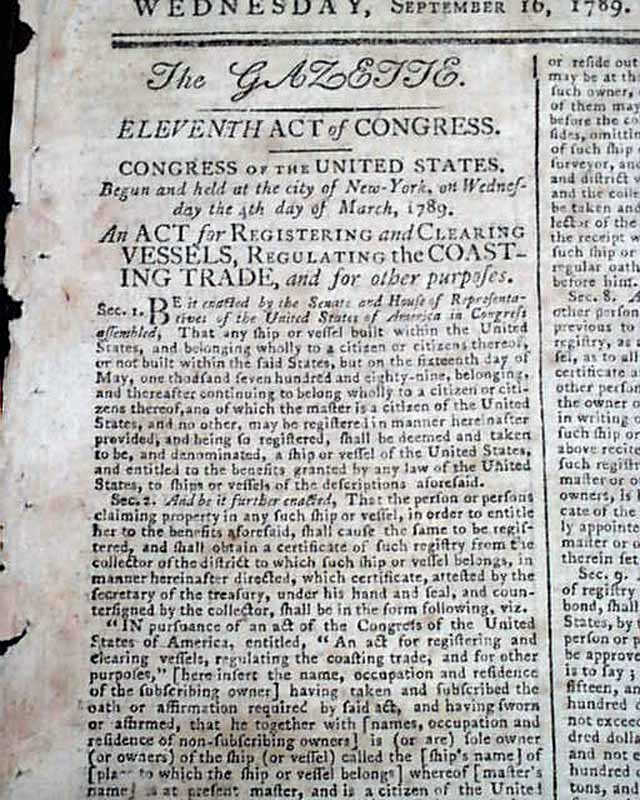 WEDNESDAY, SEPTEMBER 16, 1789.
The GAZETTE.
ELEVENTH ACT of CONGRESS.
CONGRESS OF THE UNITED STATES.
Begun and held at the city of New-York, on Wedneſ-
day the 4th day of March, 1789.
An ACT for REGISTERING and CLEARING
VESSELS, REGULATING the COAST-
ING TRADE, and for other purpoſes.
Sec. 1. BE it enacted by the Senate and Houſe of Repreſenta-
tives of the United States of America in Congreſs
aſſembled, That any ſhip or veſſel built within the United
States, and belonging wholly to a citizen or citizens thereof,
or not built within the ſaid States, but on the ſixteenth day of
May, one thouſand ſeven hundred and eighty-nine, belonging,
and thereafter continuing to belong wholly to a citizen or citi-
zens thereof, and of which the maſter is a citizen of the United
States, and no other, may be regiſtered in manner hereinafter
provided, and being ſo regiſtered, ſhall be deemed and taken
to be, and denominated, a ſhip or veſſel of the United States,
and entitled to the benefits granted by any law of the United
States, to ſhips or veſſels of the deſcriptions aforeſaid.
Sec. 2. And be it further enacted, That the perſon or perſons
claiming property in any ſuch ſhip or veſſel, in order to entitle
her to the benefits aforeſaid, ſhall cauſe the ſame to be regiſ-
tered, and ſhall obtain a certificate of ſuch regiſtry from the
collector of the diſtrict to which ſuch ſhip or veſſel belongs, in
manner hereinafter directed, which certificate, atteſted by the
ſecretary of the treaſury, under his hand and ſeal, and coun-
terſigned by the collector, ſhall be in the form following, viz.
"IN purſuance of an act of the Congreſs of the United
States of America, entitled, "An act for regiſtering and
clearing veſſels, regulating the coaſting trade, and for other
purpoſes," [here inſert the name, occupation and reſidence
of the ſubſcribing owner] having taken and ſubſcribed the
oath or affirmation required by ſaid act, and having ſworn
or affirmed, that he together with [names, occupation and
reſidence of non-ſubſcribing owners] is (or are) ſole owner
(or owners) of the ſhip (or veſſel) called the [ſhip's name] of
[place to which the ſhip or veſſel belongs] whereof [maſter's
name] is at preſent maſter, and is a citizen of the United
or reſide out
may be at th
ſuch owner,
of them may
before the co
ſides, omittin
of ſuch ſhip
ſurveyor, and
and diſtrict
and the colle
be taken and
lector of the
the receipt w
ſuch ſhip or
regular oath
before him.
Sec. 8.
other perſon
previous to
regiſtry, as
ſel, as to all
certificate a
other perſon
the owner o
in writing o
ſuch ſhip or
above recite
ſuch regiſt
maſter or o
owners, is
cate of the
ly appointe
maſter or o
therein ſet
Sec. 9.
of regiſtry
bond, ſhall
States, by t
perſon or p
be approve
is to ſay
fifteen, an
hundred
not exceed
dred dolla
and not
hundred
tons, and